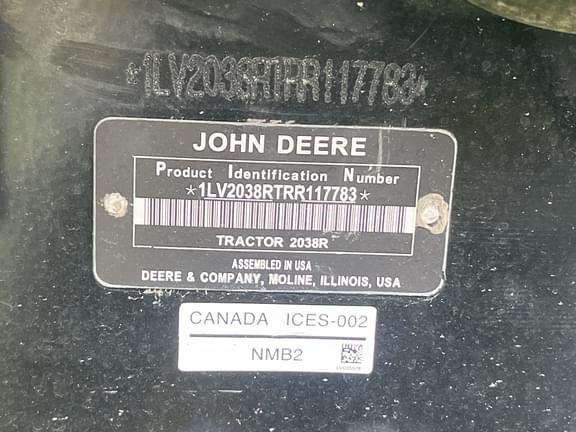 *1LV2038RTRR117783*
JOHN DEERE
Product Identification Number
*1LV2038RTRR117783*
TRACTOR 2038R
ASSEMBLED IN USA
DEERE & COMPANY, MOLINE, ILLINOIS, USA
CANADA ICES-002
NMB2